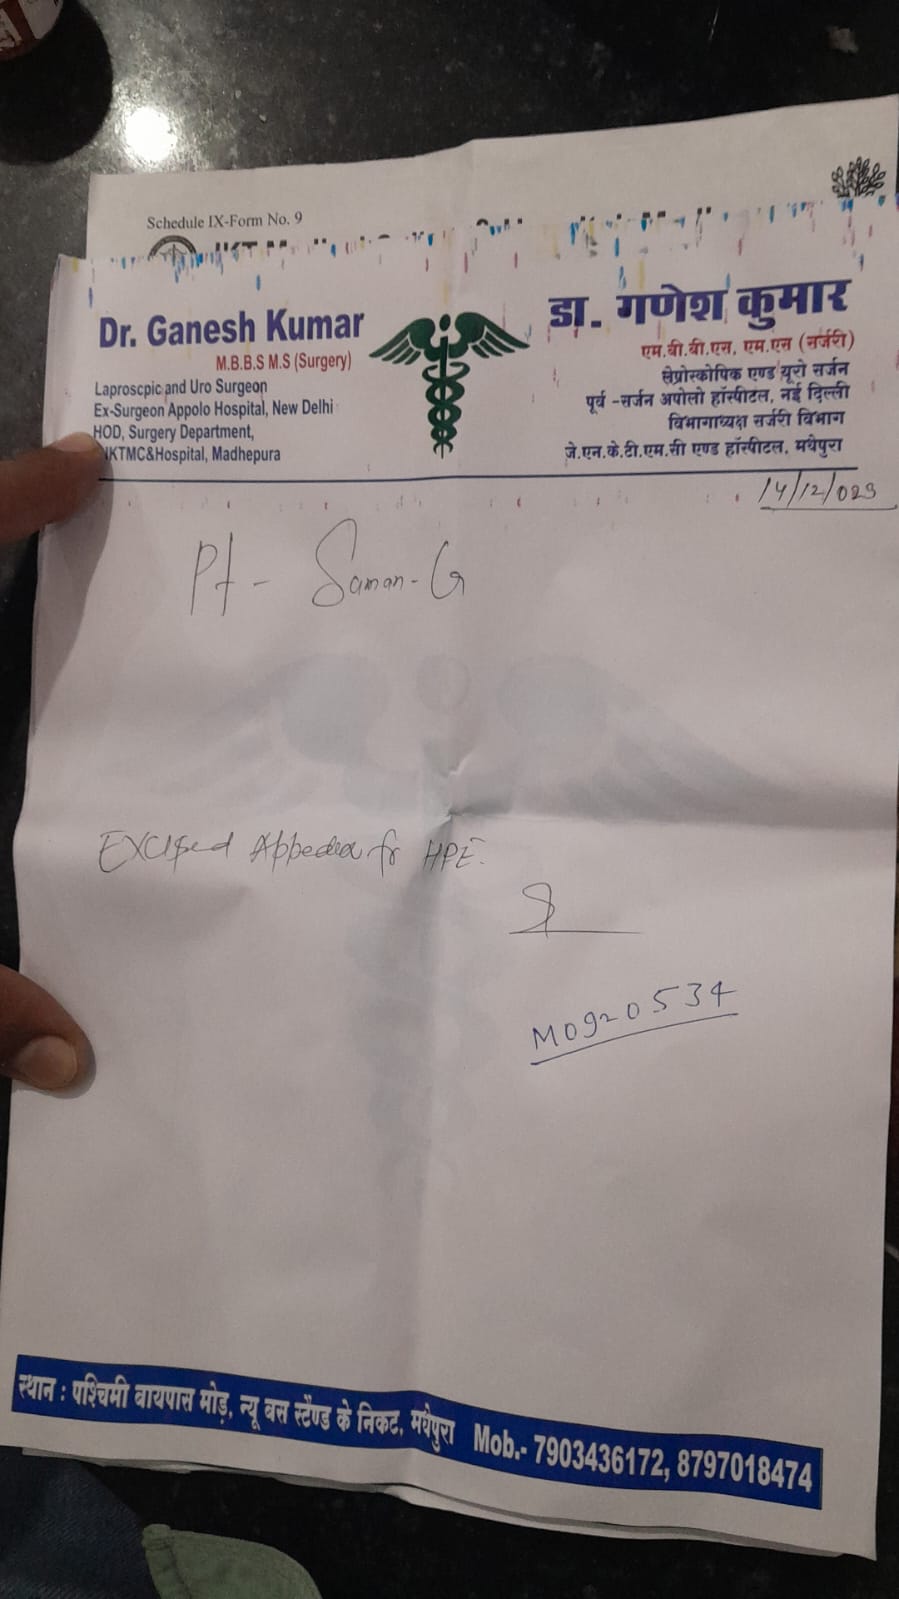 Schedule IX-Form No. 9
Dr. Ganesh Kumar
M.B.B.S M.S (Surgery)
Laproscpic and Uro Surgeon
Ex-Surgeon Appolo Hospital, New Delhi
HOD, Surgery Department,
KTMC&Hospital, Madhepura
डा. गणेश कुमार
एम.बी.बी.एस, एम.एस (सर्जरी)
लेप्रोस्कोपिक एण्ड यूरो सर्जन
पूर्व -सर्जन अपोलो हॉस्पीटल, नई दिल्ली
विभागाध्यक्ष सर्जरी विभाग
जे.एन.के.टी.एम.सी एण्ड हॉस्पीटल, मधेपुरा
14/12/023
Pt - Saman - G
Excised Appedea fr HPE.
M0920534
स्थान : पश्चिमी बायपास मोड़, न्यू बस स्टैण्ड के निकट, मधेपुरा Mob.- 7903436172, 8797018474